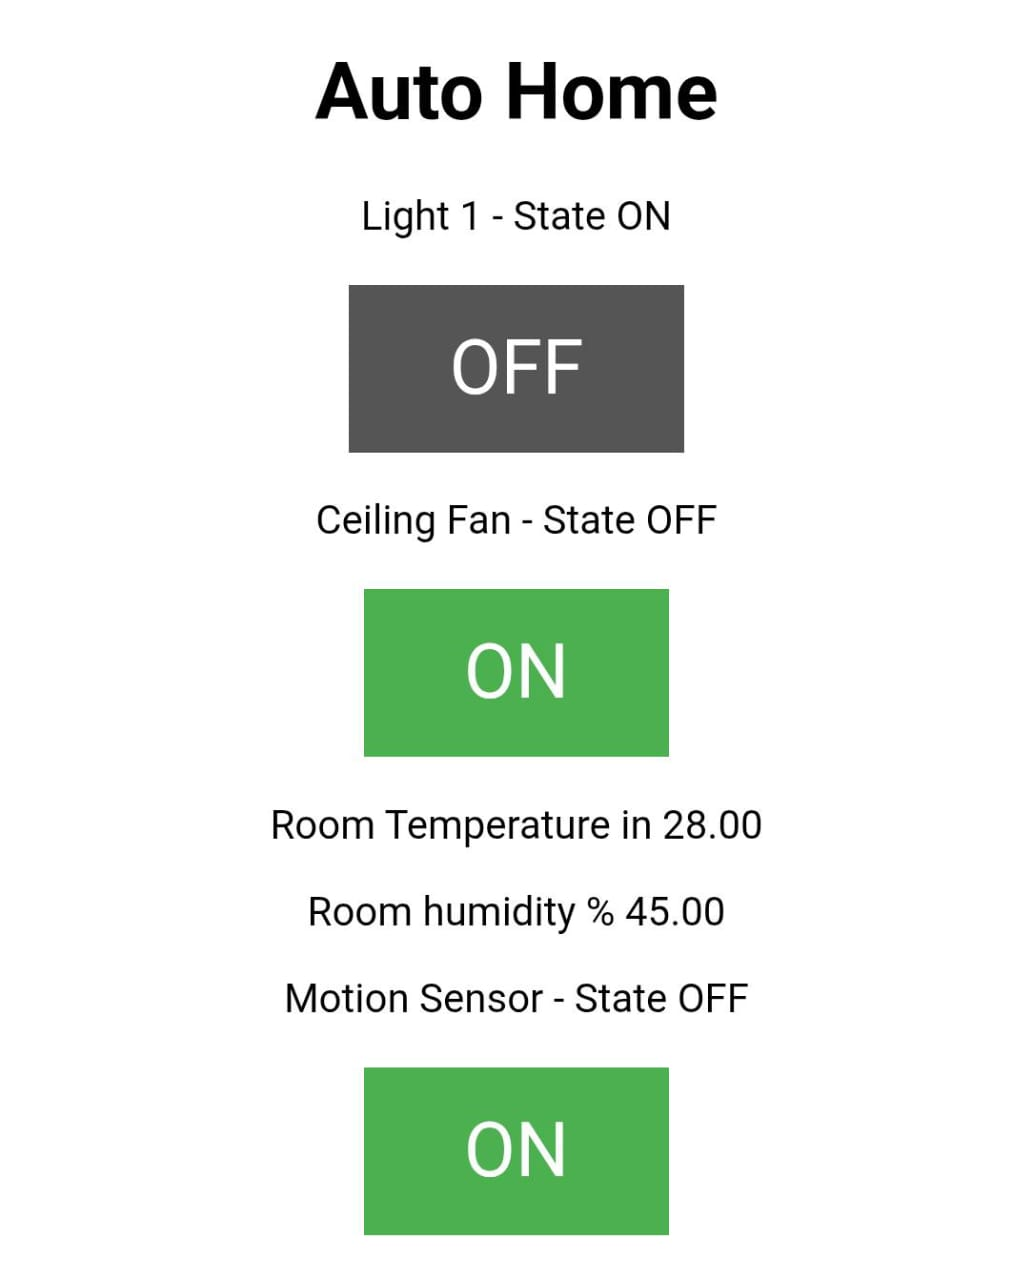 Auto Home
Light 1 - State ON
OFF
Ceiling Fan - State OFF
ON
Room Temperature in 28.00
Room humidity % 45.00
Motion Sensor - State OFF
ON